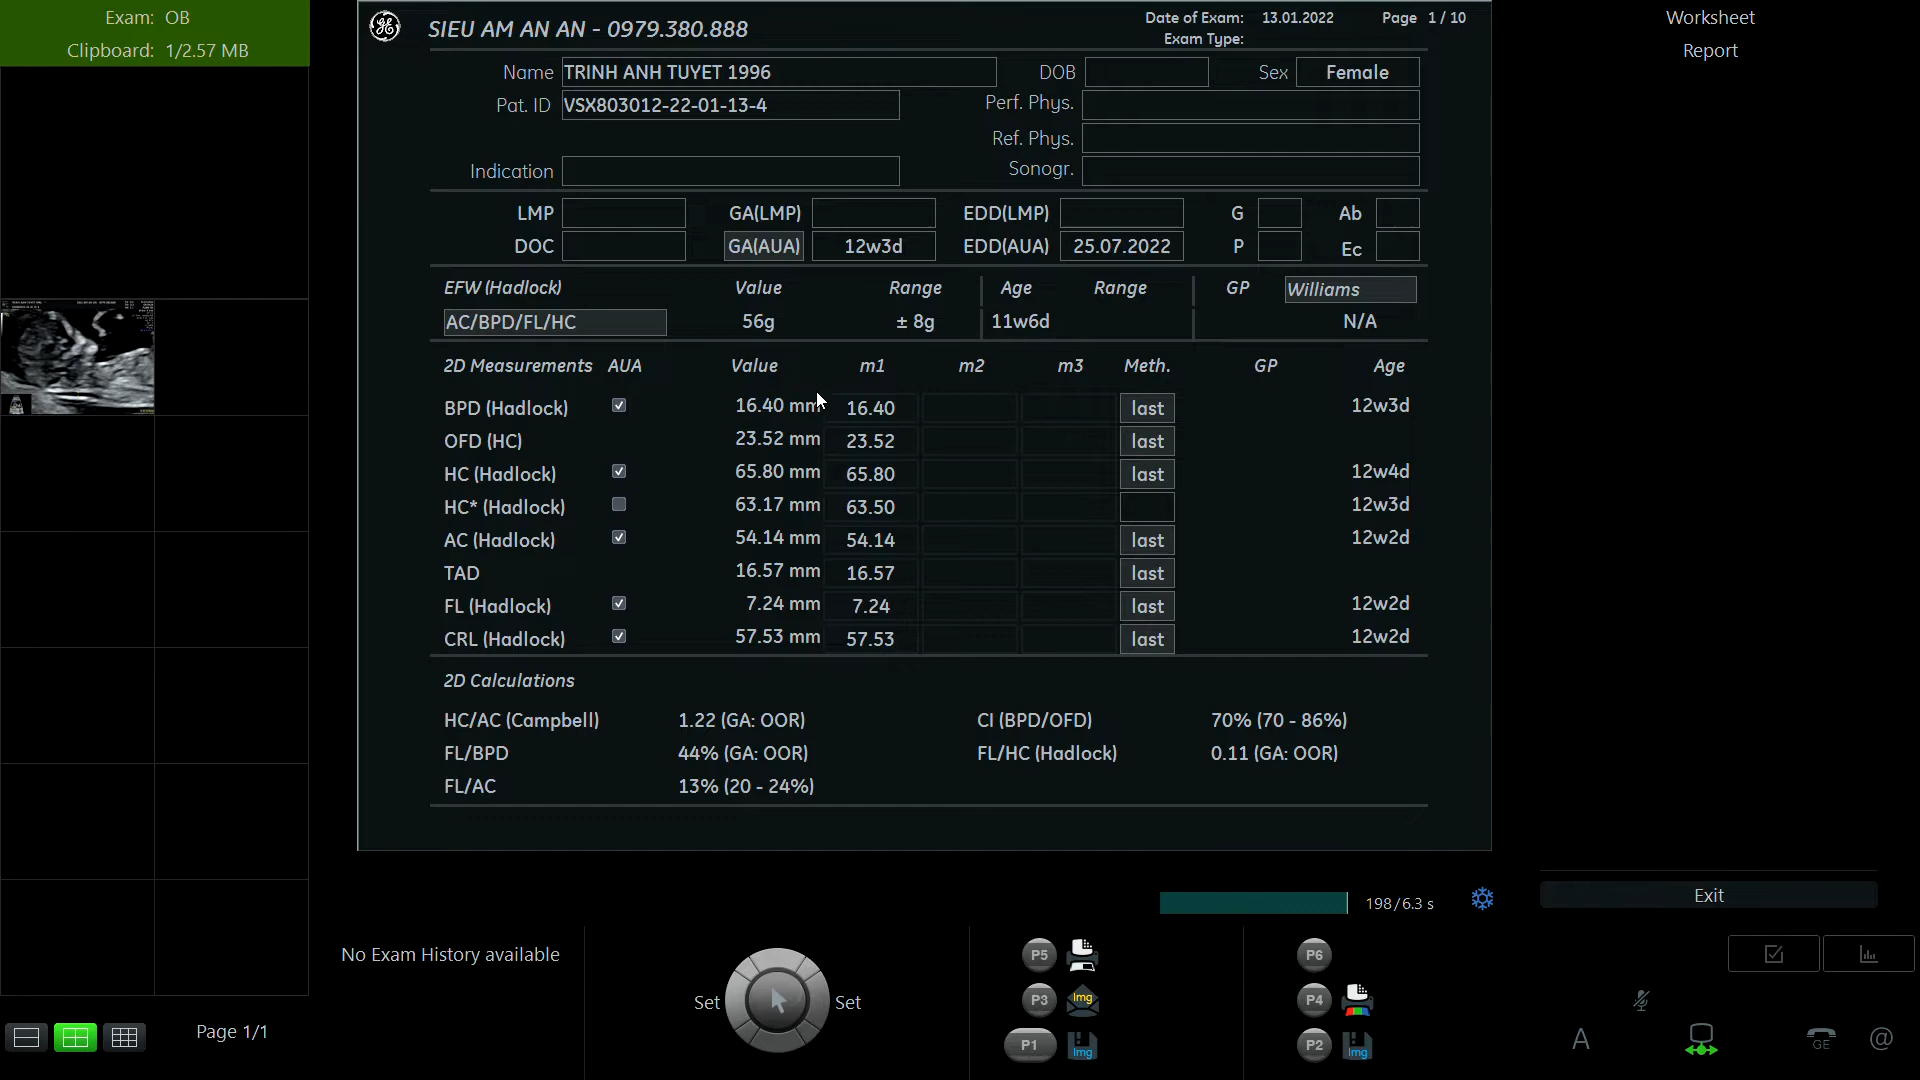 Exam: OB
Clipboard: 1/2.57 MB
SIEU AM AN AN - 0979.380.888
Date of Exam: 13.01.2022 Page 1 / 10
Exam Type:
Worksheet
Report
Name TRINH ANH TUYET 1996 DOB Sex Female
Pat. ID VSX803012-22-01-13-4 Perf. Phys.
Ref. Phys.
Indication Sonogr.
LMP GA(LMP) EDD(LMP) G Ab
DOC GA(AUA) 12w3d EDD(AUA) 25.07.2022 P Ec
EFW (Hadlock) Value Range Age Range GP Williams
AC/BPD/FL/HC 56g ± 8g 11w6d N/A
2D Measurements AUA Value m1 m2 m3 Meth. GP Age
BPD (Hadlock) 16.40 mm 16.40 last 12w3d
OFD (HC) 23.52 mm 23.52 last
HC (Hadlock) 65.80 mm 65.80 last 12w4d
HC* (Hadlock) 63.17 mm 63.50 12w3d
AC (Hadlock) 54.14 mm 54.14 last 12w2d
TAD 16.57 mm 16.57 last
FL (Hadlock) 7.24 mm 7.24 last 12w2d
CRL (Hadlock) 57.53 mm 57.53 last 12w2d
2D Calculations
HC/AC (Campbell) 1.22 (GA: OOR) CI (BPD/OFD) 70% (70 - 86%)
FL/BPD 44% (GA: OOR) FL/HC (Hadlock) 0.11 (GA: OOR)
FL/AC 13% (20 - 24%)
198/6.3 s
Exit
No Exam History available
Set Set
P5
P3 Img
P1 Img
P6
P4
P2 Img
Page 1/1
A GE @